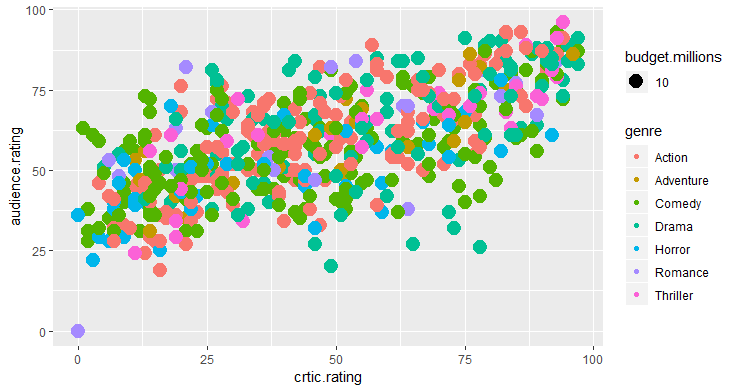 100
75
50
25
0
audience.rating
0
25
50
75
100
crtic.rating
budget.millions
10
genre
Action
Adventure
Comedy
Drama
Horror
Romance
Thriller